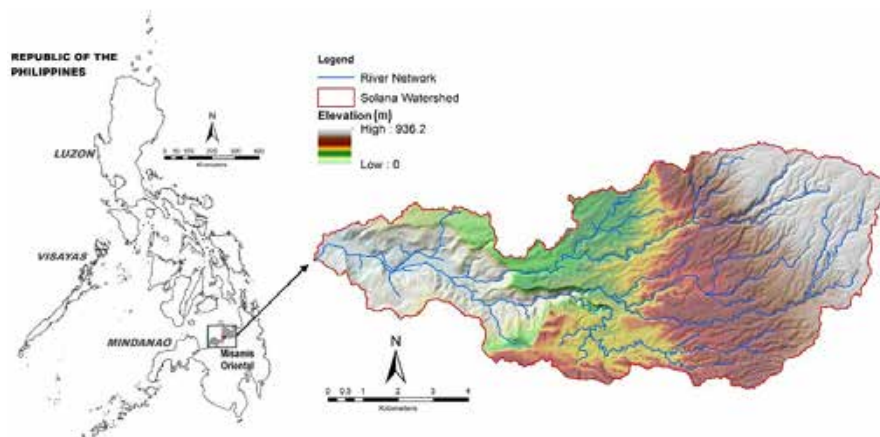 REPUBLIC OF THE
PHILIPPINES
LUZON
N
Kilometers
VISAYAS
MINDANAO
Misamis
Oriental
Legend
River Network
Solana Watershed
Elevation (m)
High : 936.2
Low : 0
N
0 0.5 1 2 3 4
Kilometers